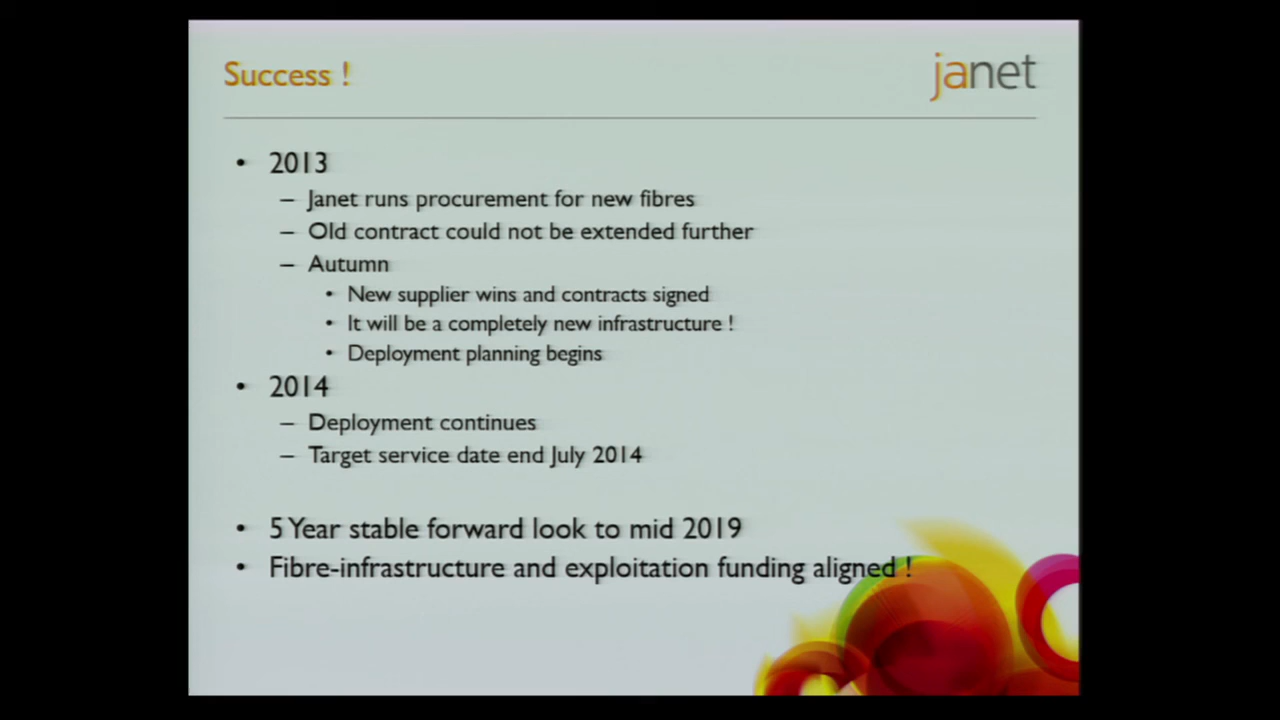 Success !
janet
• 2013
– Janet runs procurement for new fibres
– Old contract could not be extended further
– Autumn
• New supplier wins and contracts signed
• It will be a completely new infrastructure !
• Deployment planning begins
• 2014
– Deployment continues
– Target service date end July 2014
• 5 Year stable forward look to mid 2019
• Fibre-infrastructure and exploitation funding aligned !